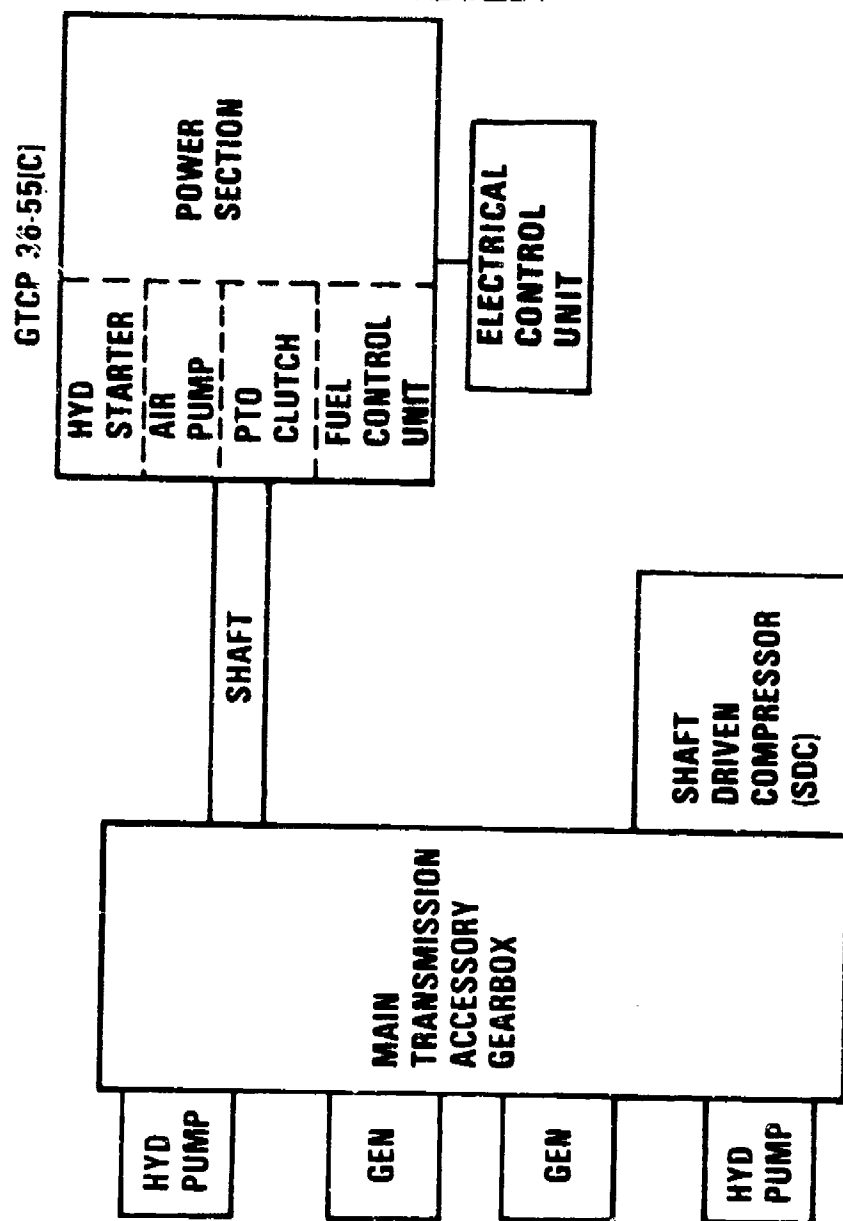 GTCP 36-55[C]
HYD
STARTER
AIR
PUMP
PTO
CLUTCH
FUEL
CONTROL
UNIT
POWER
SECTION
ELECTRICAL
CONTROL
UNIT
SHAFT
MAIN
TRANSMISSION
ACCESSORY
GEARBOX
SHAFT
DRIVEN
COMPRESSOR
(SDC)
HYD
PUMP
GEN
GEN
HYD
PUMP